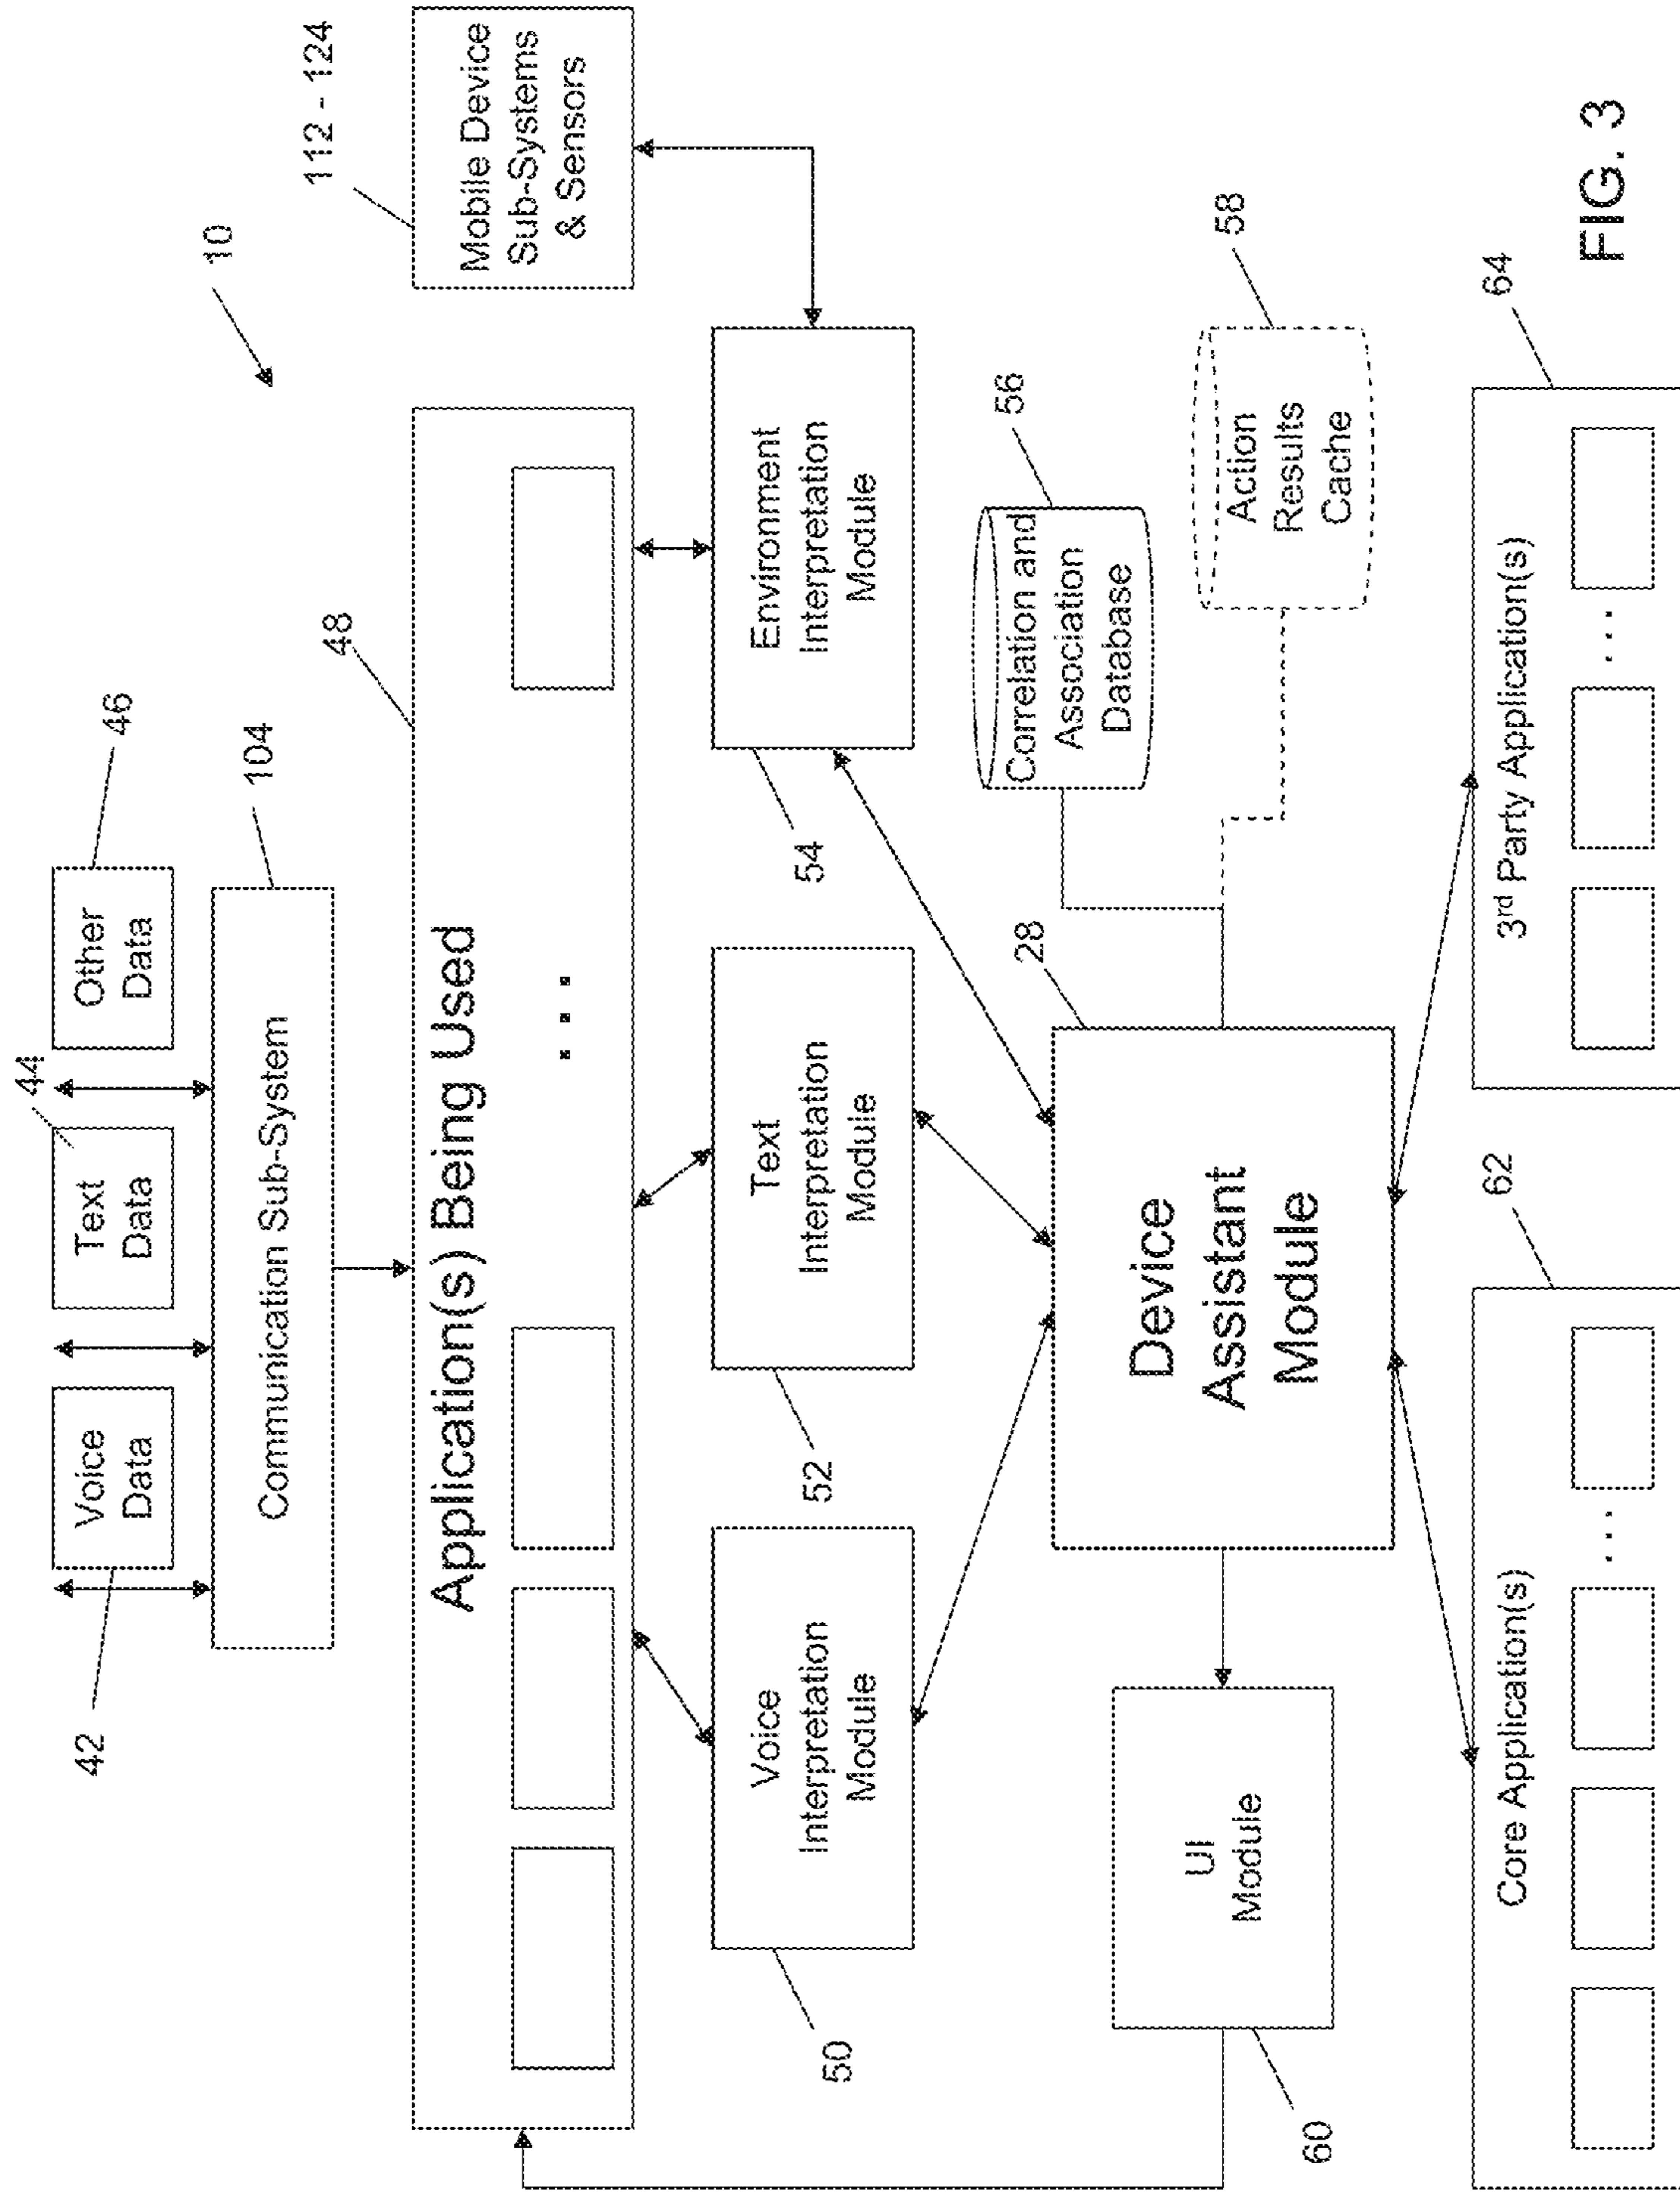 42
Voice
Data
44
Text
Data
46
Other
Data
104
Communication Sub-System
10
112 - 124
48
Application(s) Being Used
. . .
Mobile Device
Sub-Systems
& Sensors
50
Voice
Interpretation
Module
52
Text
Interpretation
Module
54
Environment
Interpretation
Module
56
Correlation and
Association
Database
58
Action
Results
Cache
60
UI
Module
28
Device
Assistant
Module
62
Core Application(s)
. . .
64
3rd Party Application(s)
. . .
FIG. 3